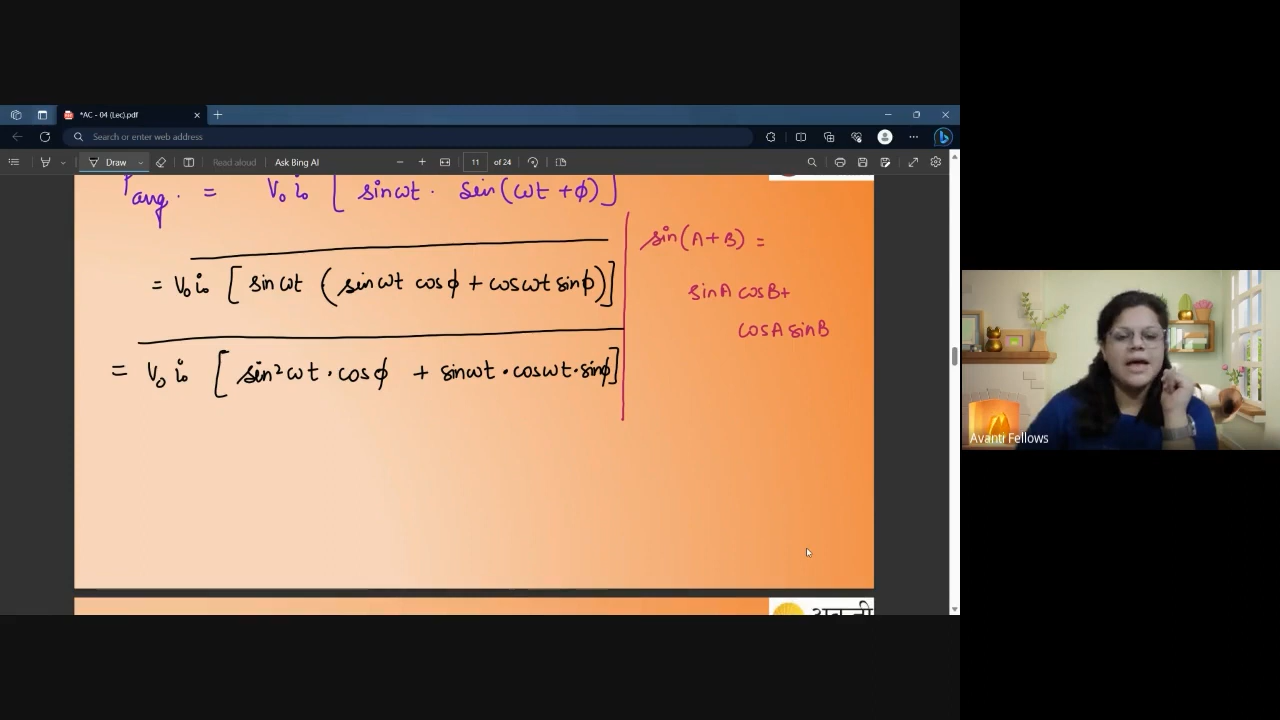 *AC - 04 (Lec).pdf
Search or enter web address
Draw
Read aloud
Ask Bing AI
11 of 24
Pavg. = V₀ i₀ [ sinωt · sin(ωt + ϕ)]
= V₀ i₀ [ sinωt ( sinωt cosϕ + cosωt sinϕ)]
= V₀ i₀ [ sin²ωt · cosϕ + sinωt · cosωt · sinϕ]
sin(A+B) =
sinA cosB+
cosA sinB
Avanti Fellows